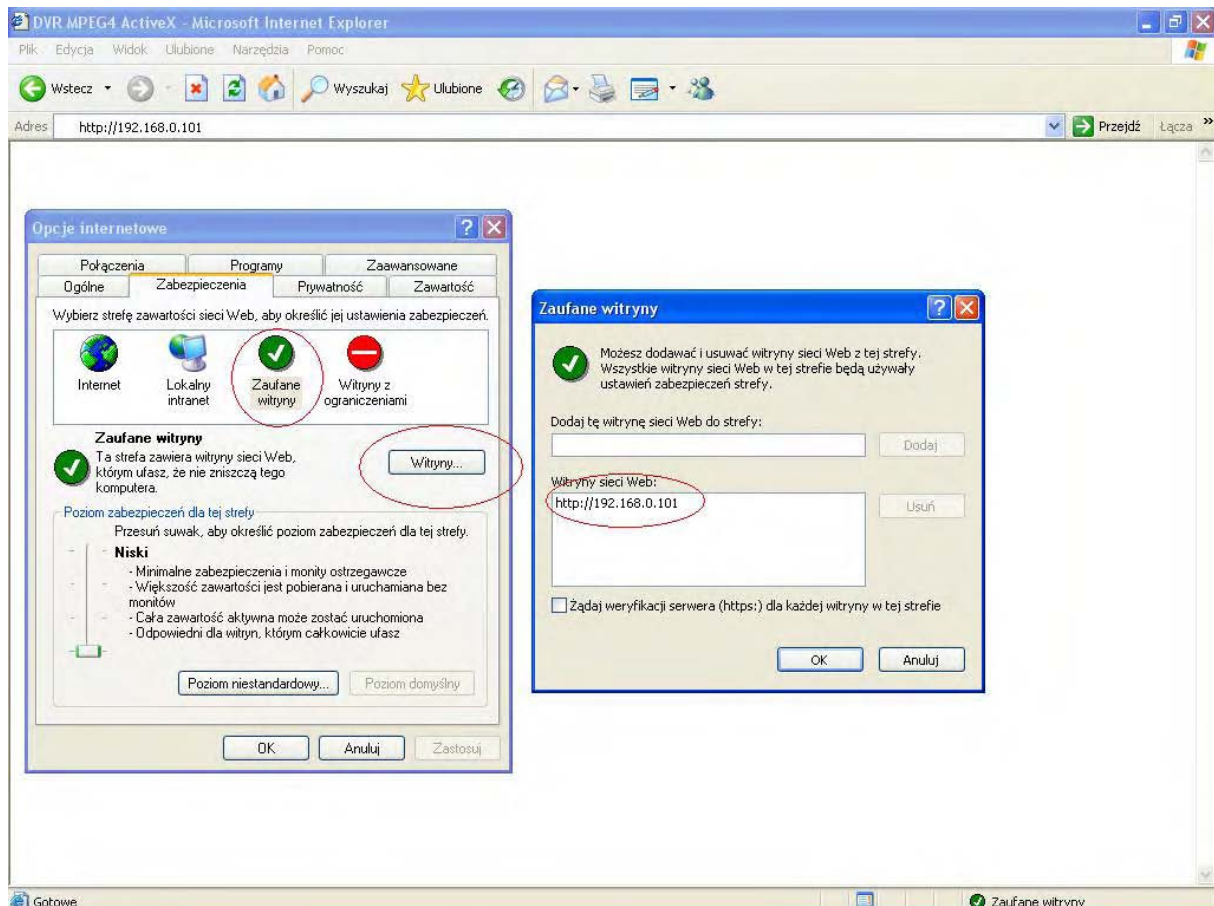 DVR MPEG4 ActiveX - Microsoft Internet Explorer
Plik Edycja Widok Ulubione Narzędzia Pomoc
Wstecz Wyszukaj Ulubione
Adres http://192.168.0.101 Przejdź Łącza »
Opcje internetowe
Połączenia Programy Zaawansowane
Ogólne Zabezpieczenia Prywatność Zawartość
Wybierz strefę zawartości sieci Web, aby określić jej ustawienia zabezpieczeń.
Internet
Lokalny
intranet
Zaufane
witryny
Witryny z
ograniczeniami
Zaufane witryny
Ta strefa zawiera witryny sieci Web,
którym ufasz, że nie zniszczą tego
komputera.
Witryny...
Poziom zabezpieczeń dla tej strefy
Przesuń suwak, aby określić poziom zabezpieczeń dla tej strefy.
Niski
- Minimalne zabezpieczenia i monity ostrzegawcze
- Większość zawartości jest pobierana i uruchamiana bez
monitów
- Cała zawartość aktywna może zostać uruchomiona
- Odpowiedni dla witryn, którym całkowicie ufasz
Poziom niestandardowy... Poziom domyślny
OK Anuluj Zastosuj
Zaufane witryny
Możesz dodawać i usuwać witryny sieci Web z tej strefy.
Wszystkie witryny sieci Web w tej strefie będą używały
ustawień zabezpieczeń strefy.
Dodaj tę witrynę sieci Web do strefy:
Dodaj
Witryny sieci Web:
http://192.168.0.101
Usuń
Żądaj weryfikacji serwera (https:) dla każdej witryny w tej strefie
OK Anuluj
Gotowe Zaufane witryny